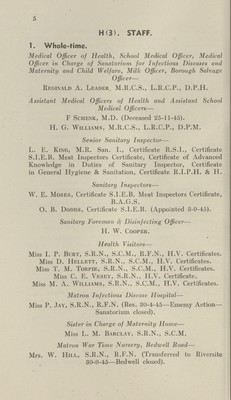 5
H(3). STAFF.
1. Whole-time.
Medical Officer of Health, School Medical Officer, Medical
Officer in Charge of Sanatorium for Infectious Diseases and
Maternity and Child Welfare, Milk Officer, Borough Salvage
Officer—
REGINALD A. LEADER, M.R.C.S., L.R.C.P., D.P.H.
Assistant Medical Officers of Health and Assistant School
Medical Officers—
F SCHENK, M.D. (Deceased 25-11-45).
H. G. WILLIAMS, M.R.C.S., L.R.C.P., D.P.M.
Senior Sanitary Inspector—
L. E. KING, M.R. San. I., Certificate R.S.I., Certificate
S.I.E.B. Meat Inspectors Certificate, Certificate of Advanced
Knowledge in Duties of Sanitary Inspector, Certificate
in General Hygiene & Sanitation, Certificate R.I.P.H. & H.
Sanitary Inspectors—
W. E. MOSES, Certificate S.I.E.B. Meat Inspectors Certificate,
B.A.G.S.
O. B. DODDS, Certificate S.I.E.B. (Appointed 8-0-45).
Sanitary Foreman & Disinfecting Officer—
H. W. COOPER.
Health Visitors—
Miss I. P. BURT, S.R.N., S.C.M., R.F.N., H.V. Certificates.
Miss D. HELLETT, S.R.N., S.C.M., H.V. Certificates.
Miss T. M. TORPIE, S.R.N., S.C.M., H.V. Certificates.
Miss C. E. VESEY, S.R.N., H.V. Certificate.
Miss M. A. WILLIAMS, S.R.N., S.C.M., H.V. Certificates.
Matron Infectious Disease Hospital—
Miss P. JAY, S.R.N., R.F.N. (Res. 30-4-45—Enemy Action—
Sanatorium closed).
Sister in Charge of Maternity Home—
Miss L. M. BARCLAY, S.R.N., S.C.M.
Matron War Time Nursery, Bedwell Road—
Mrs. W. HILL, S.R.N., R.F.N. (Transferred to Riversite
30-9-45—Bedwell closed).